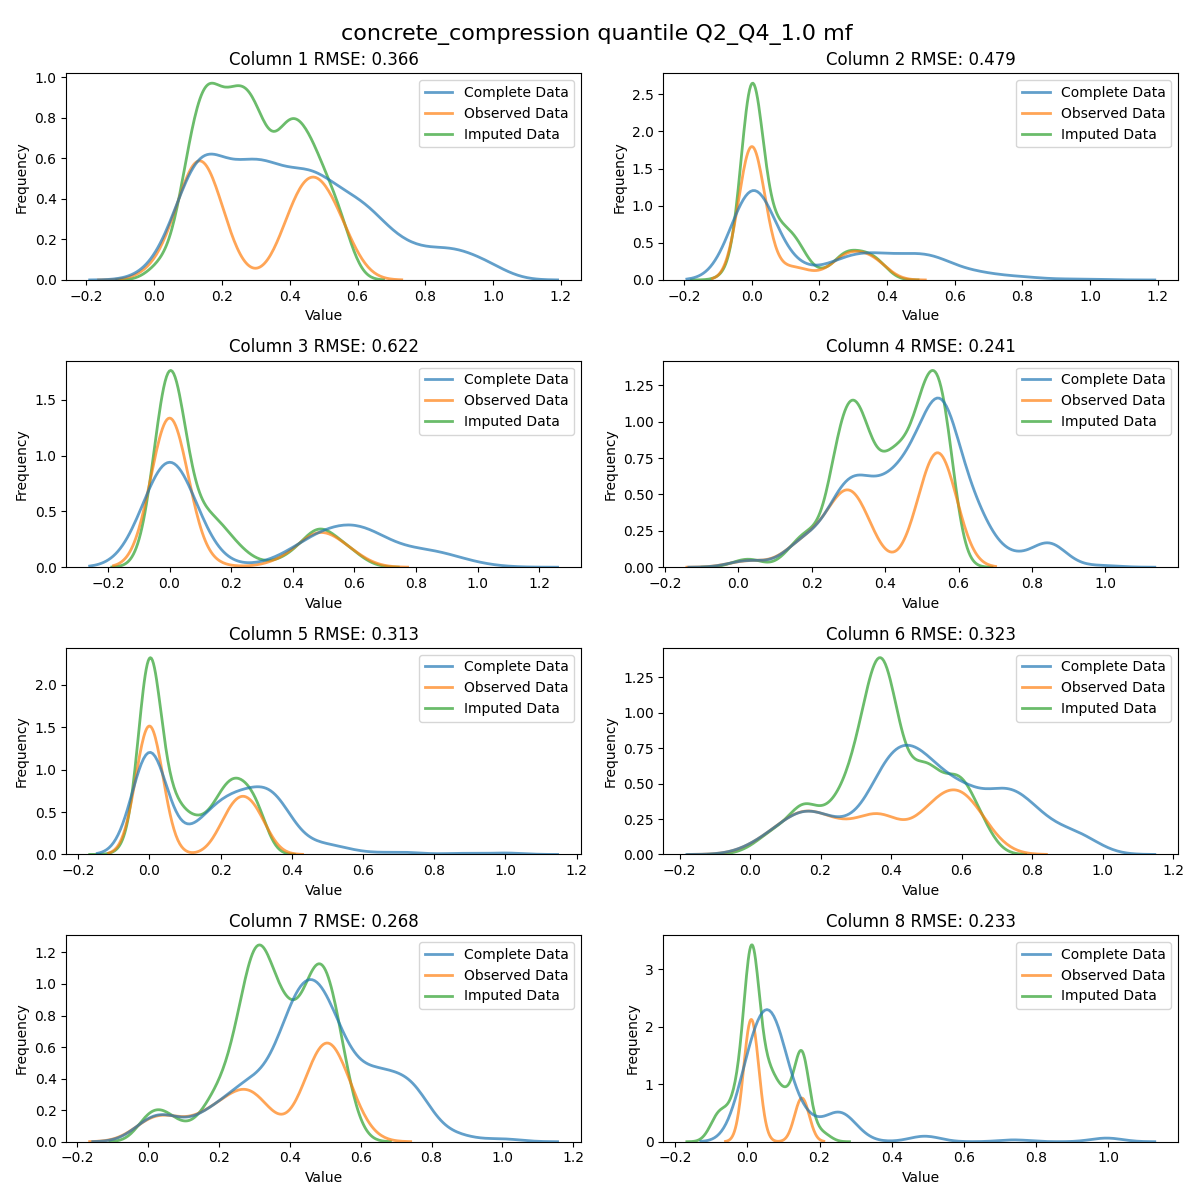 concrete_compression quantile Q2_Q4_1.0 mf
Column 1 RMSE: 0.366
1.0
0.8
0.6
0.4
0.2
0.0
Frequency
Complete Data
Observed Data
Imputed Data
−0.2 0.0 0.2 0.4 0.6 0.8 1.0 1.2
Value
Column 2 RMSE: 0.479
2.5
2.0
1.5
1.0
0.5
0.0
Frequency
Complete Data
Observed Data
Imputed Data
−0.2 0.0 0.2 0.4 0.6 0.8 1.0 1.2
Value
Column 3 RMSE: 0.622
1.5
1.0
0.5
0.0
Frequency
Complete Data
Observed Data
Imputed Data
−0.2 0.0 0.2 0.4 0.6 0.8 1.0 1.2
Value
Column 4 RMSE: 0.241
1.25
1.00
0.75
0.50
0.25
0.00
Frequency
Complete Data
Observed Data
Imputed Data
−0.2 0.0 0.2 0.4 0.6 0.8 1.0
Value
Column 5 RMSE: 0.313
2.0
1.5
1.0
0.5
0.0
Frequency
Complete Data
Observed Data
Imputed Data
−0.2 0.0 0.2 0.4 0.6 0.8 1.0 1.2
Value
Column 6 RMSE: 0.323
1.25
1.00
0.75
0.50
0.25
0.00
Frequency
Complete Data
Observed Data
Imputed Data
−0.2 0.0 0.2 0.4 0.6 0.8 1.0 1.2
Value
Column 7 RMSE: 0.268
1.2
1.0
0.8
0.6
0.4
0.2
0.0
Frequency
Complete Data
Observed Data
Imputed Data
−0.2 0.0 0.2 0.4 0.6 0.8 1.0 1.2
Value
Column 8 RMSE: 0.233
3
2
1
0
Frequency
Complete Data
Observed Data
Imputed Data
−0.2 0.0 0.2 0.4 0.6 0.8 1.0
Value